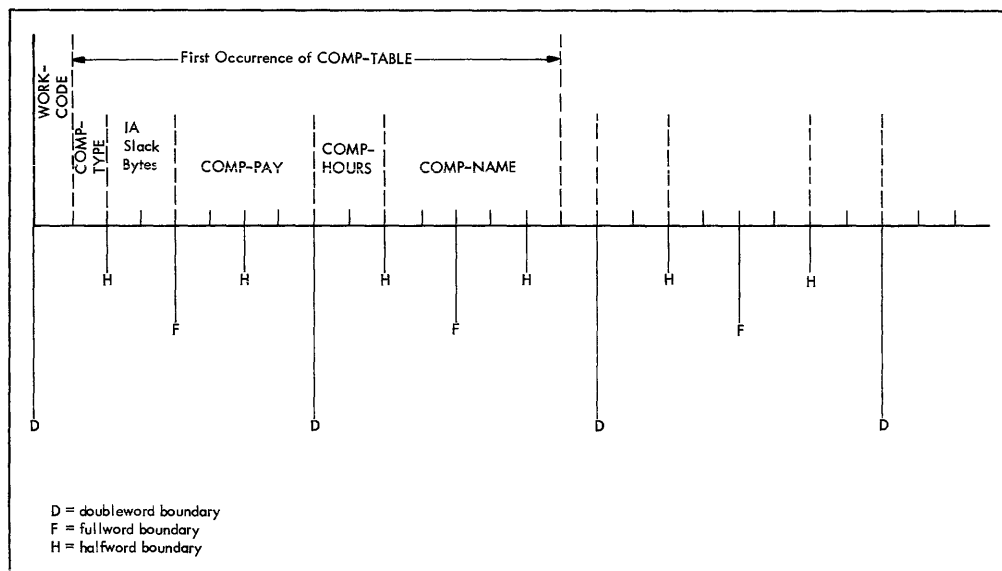 First Occurrence of COMP-TABLE
WORK-
CODE
COMP-
TYPE
IA
Slack
Bytes
COMP-PAY
COMP-
HOURS
COMP-NAME
H
H
H
H
H
H
F
F
F
D
D
D
D
D = doubleword boundary
F = fullword boundary
H = halfword boundary